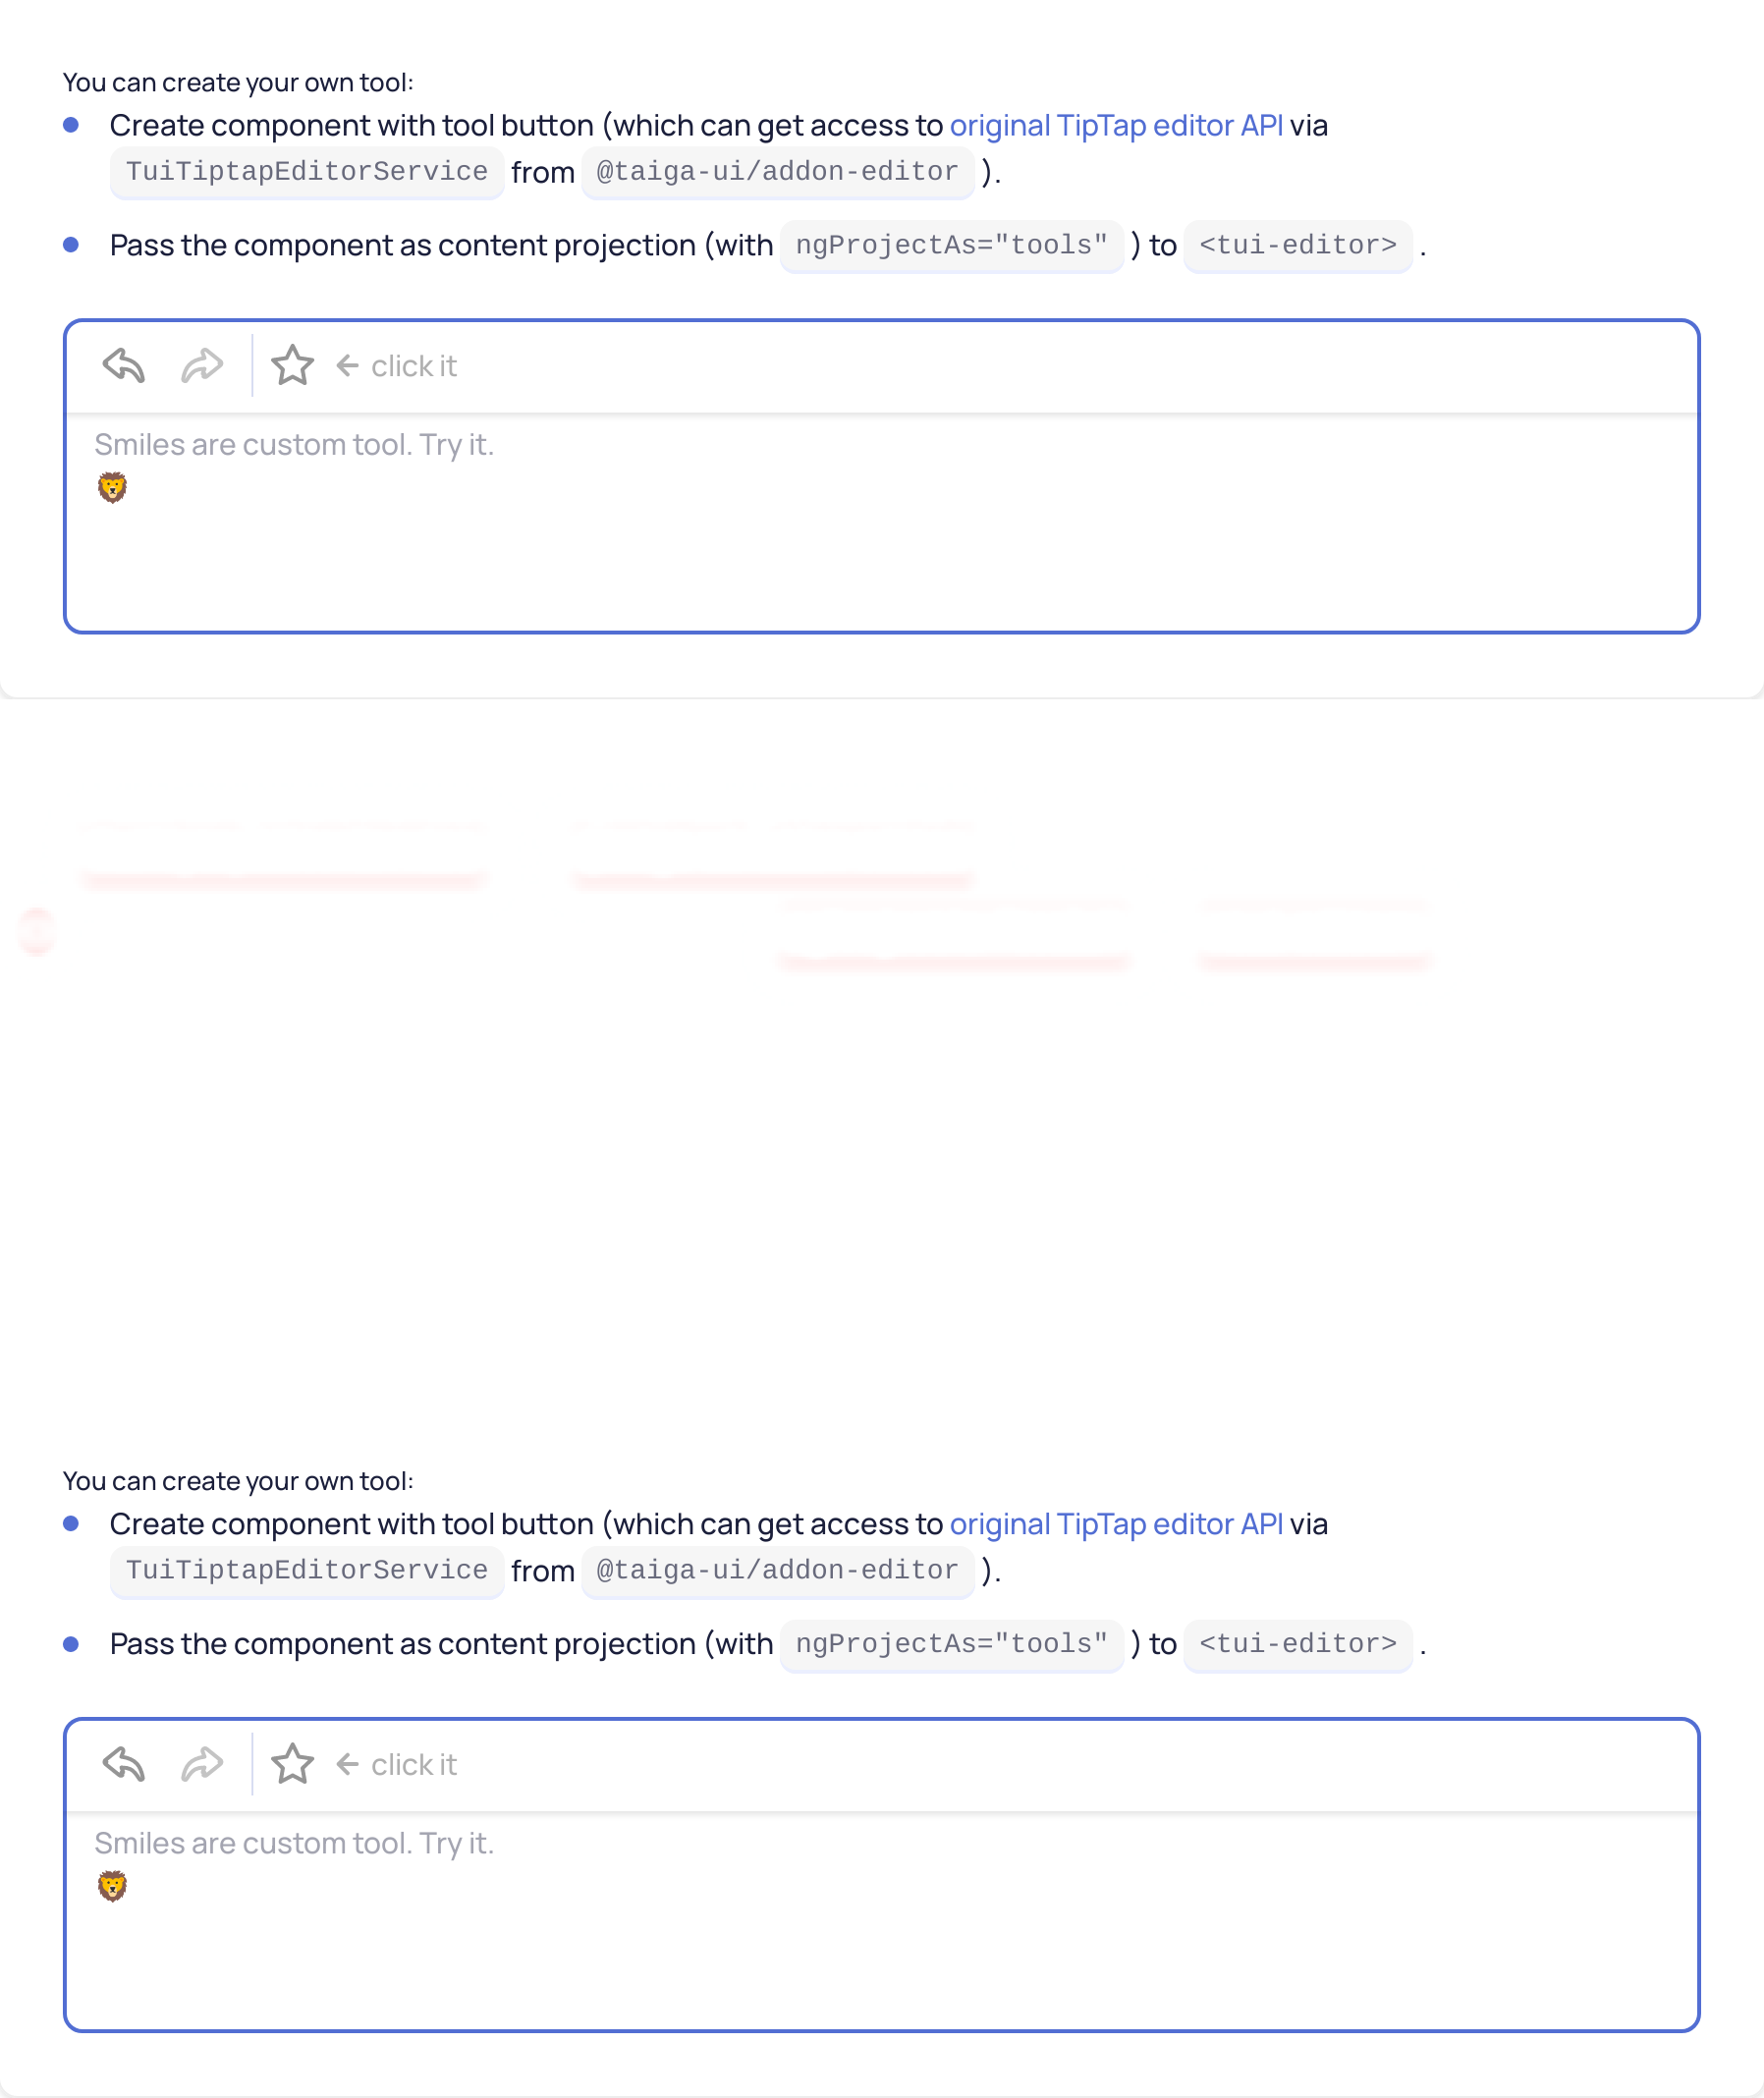 You can create your own tool:
Create component with tool button (which can get access to original TipTap editor API via
TuiTiptapEditorService from @taiga-ui/addon-editor ).
Pass the component as content projection (with ngProjectAs="tools" ) to <tui-editor> .
← click it
Smiles are custom tool. Try it.
🦁
You can create your own tool:
Create component with tool button (which can get access to original TipTap editor API via
TuiTiptapEditorService from @taiga-ui/addon-editor ).
Pass the component as content projection (with ngProjectAs="tools" ) to <tui-editor> .
← click it
Smiles are custom tool. Try it.
🦁